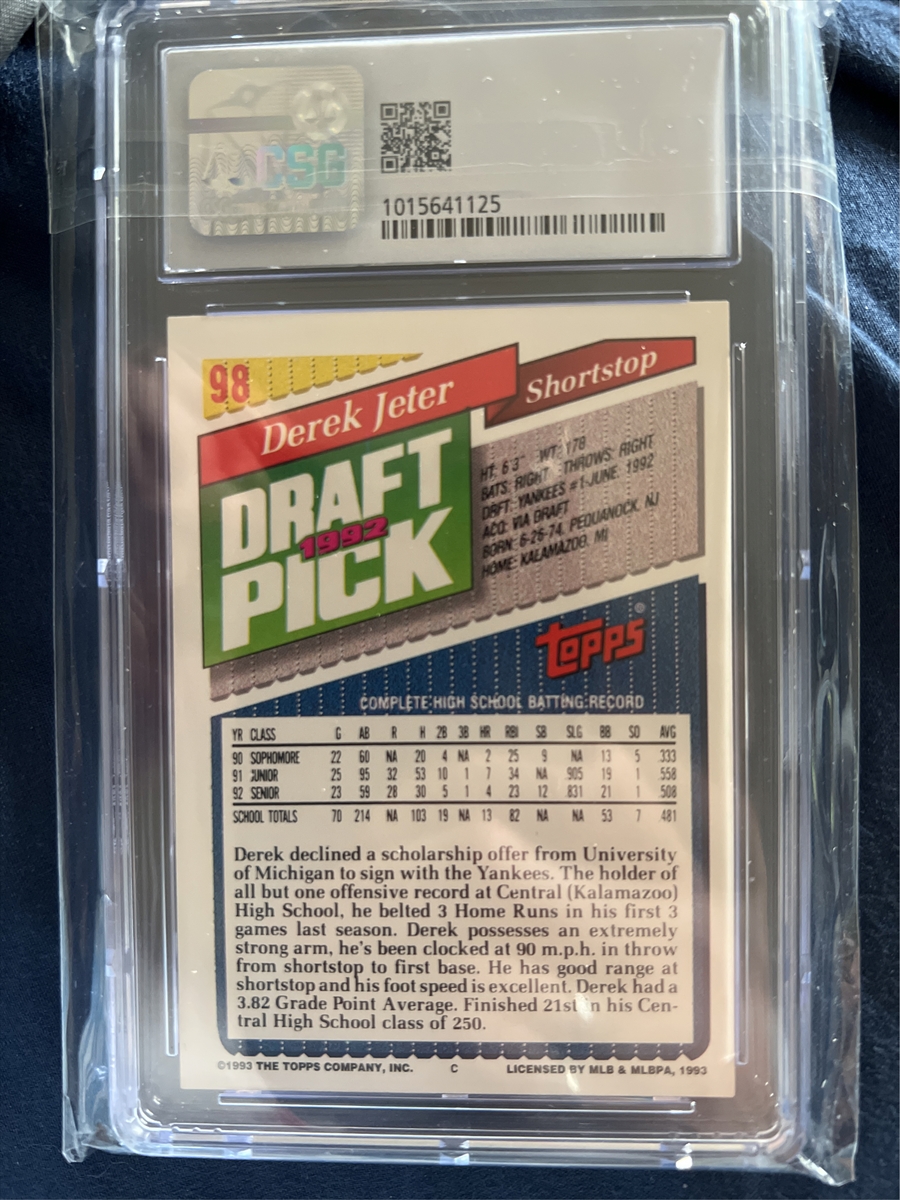 CSG
1015641125
98
Derek Jeter
Shortstop
DRAFT
1992
PICK
HT: 6'3" WT: 178
BATS: RIGHT THROWS: RIGHT
DRFT: YANKEES #1-JUNE, 1992
ACQ: VIA DRAFT
BORN: 6-26-74, PEQUANOCK, NJ
HOME: KALAMAZOO, MI
TOPPS
COMPLETE HIGH SCHOOL BATTING RECORD
YR CLASS G AB R H 2B 3B HR RBI SB SLG BB SO AVG
90 SOPHOMORE 22 60 NA 20 4 NA 2 25 9 NA 13 5 .333
91 JUNIOR 25 95 32 53 10 1 7 34 NA .905 19 1 .558
92 SENIOR 23 59 28 30 5 1 4 23 12 .831 21 1 .508
SCHOOL TOTALS 70 214 NA 103 19 NA 13 82 NA NA 53 7 .481
Derek declined a scholarship offer from University
of Michigan to sign with the Yankees. The holder of
all but one offensive record at Central (Kalamazoo)
High School, he belted 3 Home Runs in his first 3
games last season. Derek possesses an extremely
strong arm, he's been clocked at 90 m.p.h. in throw
from shortstop to first base. He has good range at
shortstop and his foot speed is excellent. Derek had a
3.82 Grade Point Average. Finished 21st in his Cen-
tral High School class of 250.
©1993 THE TOPPS COMPANY, INC. C LICENSED BY MLB & MLBPA, 1993